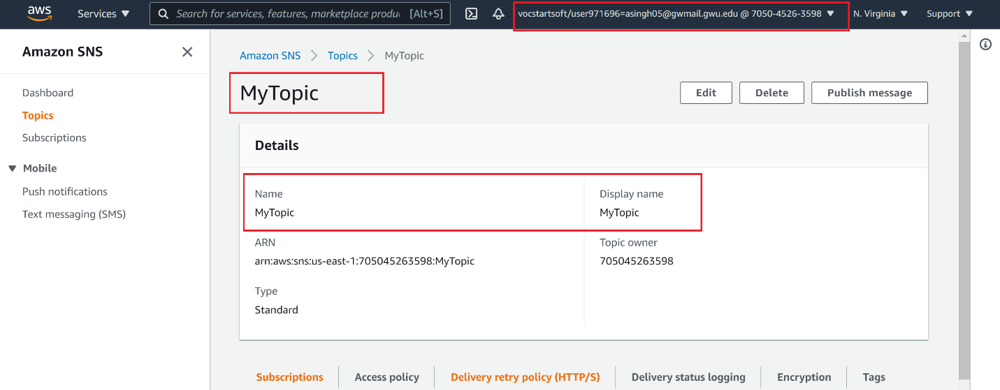 aws Services Search for services, features, marketplace produ [Alt+S] vocstartsoft/user971696=asingh05@gwmail.gwu.edu @ 7050-4526-3598 N. Virginia Support
Amazon SNS
Dashboard
Topics
Subscriptions
Mobile
Push notifications
Text messaging (SMS)
Amazon SNS Topics MyTopic
MyTopic Edit Delete Publish message
Details
Name Display name
MyTopic MyTopic
ARN Topic owner
arn:aws:sns:us-east-1:705045263598:MyTopic 705045263598
Type
Standard
Subscriptions Access policy Delivery retry policy (HTTP/S) Delivery status logging Encryption Tags